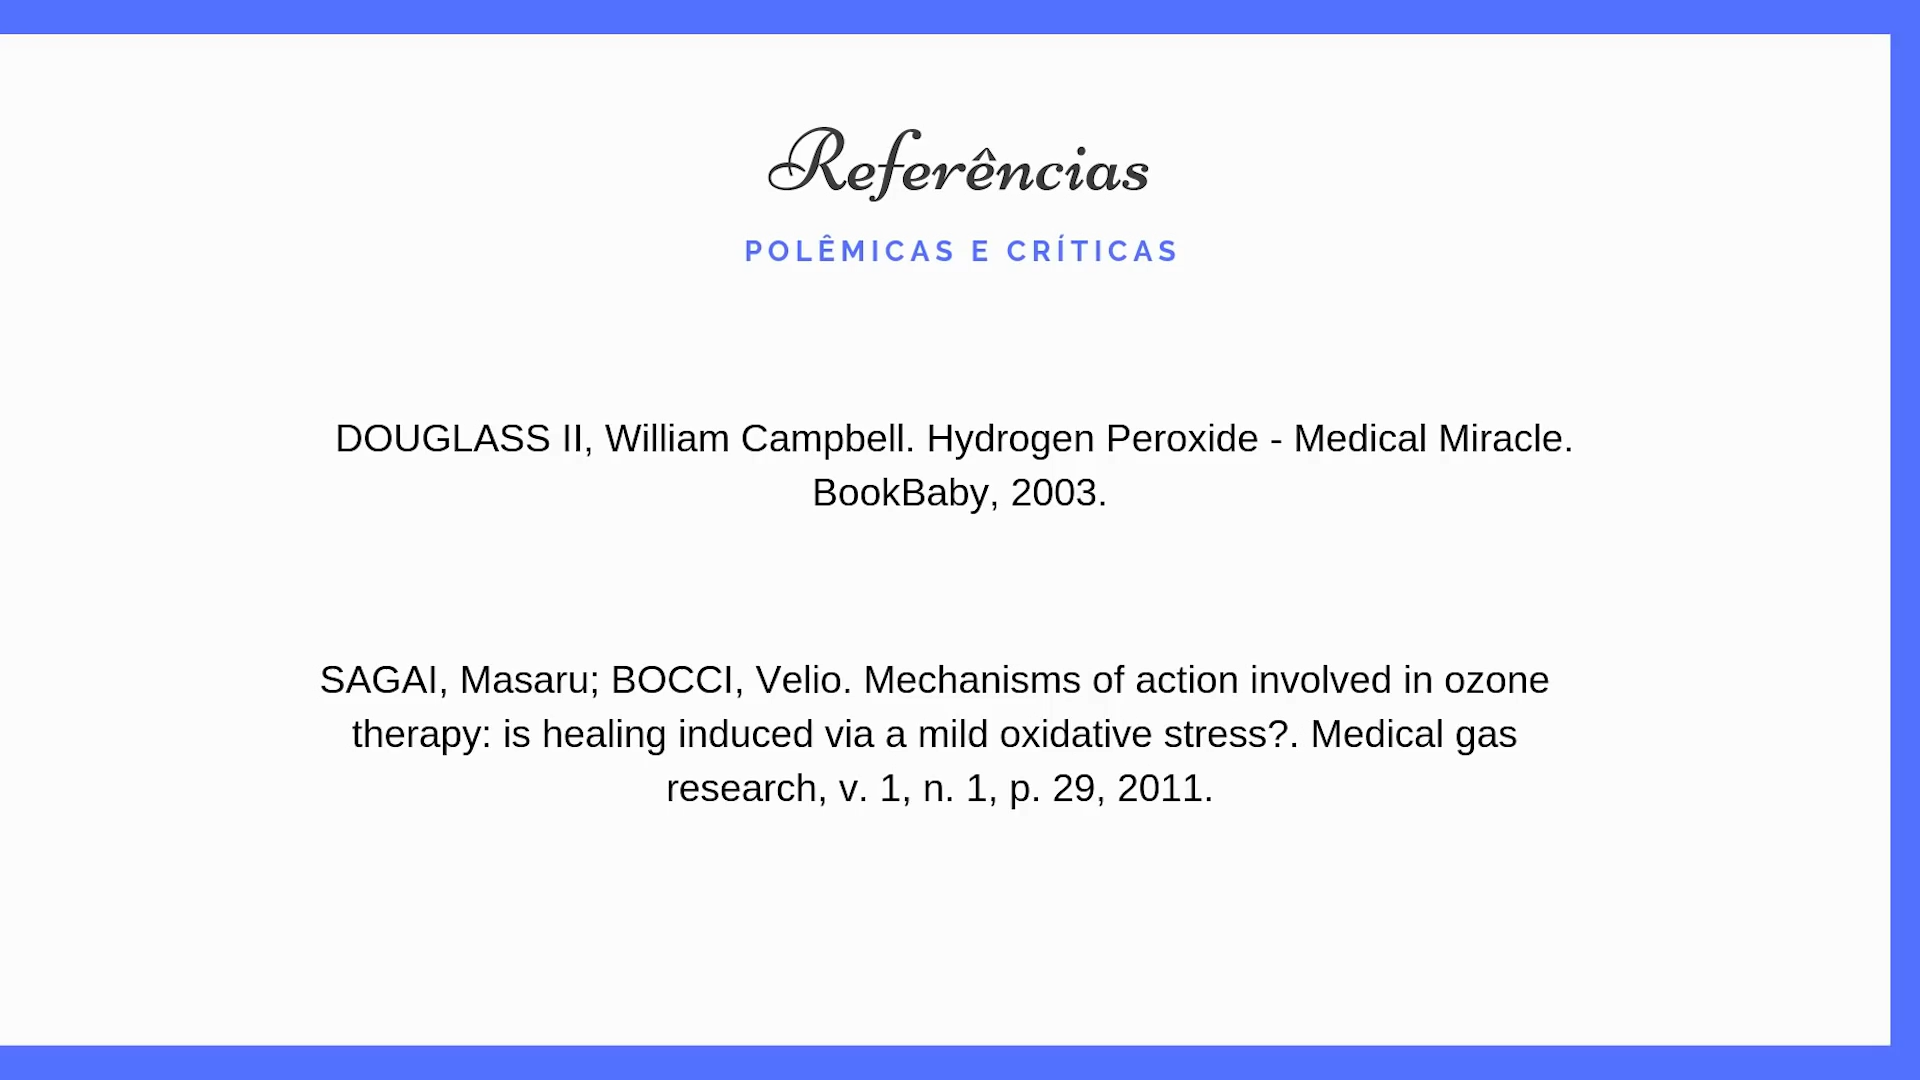 Referências
POLÊMICAS E CRÍTICAS
DOUGLASS II, William Campbell. Hydrogen Peroxide - Medical Miracle.
BookBaby, 2003.
SAGAI, Masaru; BOCCI, Velio. Mechanisms of action involved in ozone
therapy: is healing induced via a mild oxidative stress?. Medical gas
research, v. 1, n. 1, p. 29, 2011.